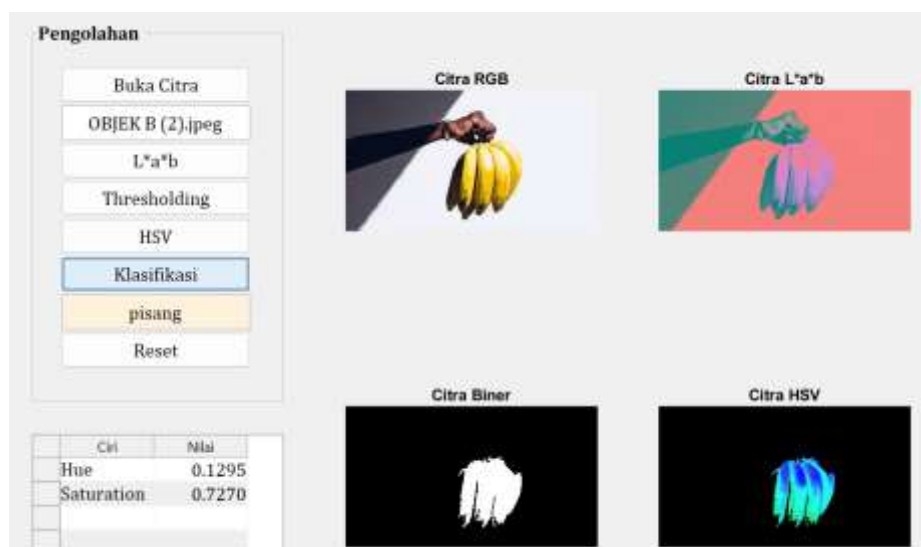 Pengolahan
Buka Citra
OBJEK B (2).jpeg
L*a*b
Thresholding
HSV
Klasifikasi
pisang
Reset
Citra RGB
Citra L*a*b
Citra Biner
Citra HSV
Ciri Nilai
Hue 0.1295
Saturation 0.7270